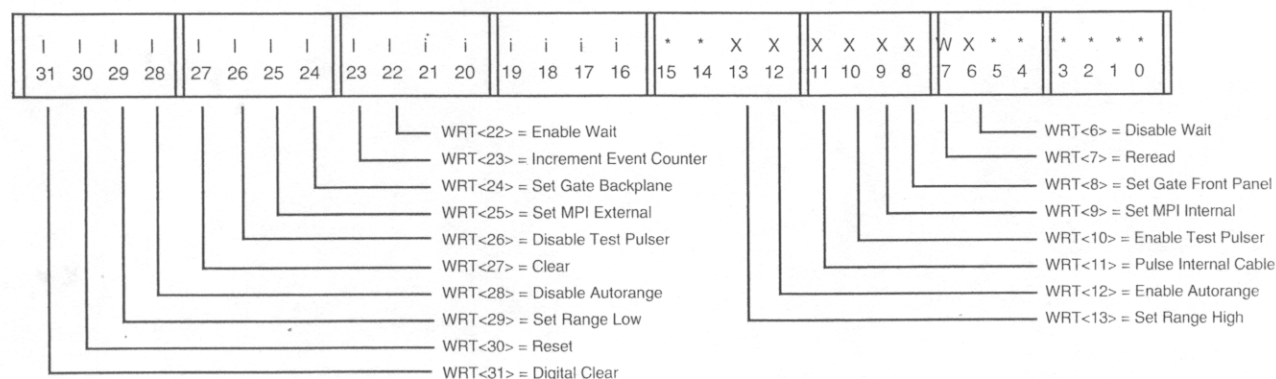 I I I I I I I I I I i i i i i i * * X X X X X X W X * * * * * *
31 30 29 28 27 26 25 24 23 22 21 20 19 18 17 16 15 14 13 12 11 10 9 8 7 6 5 4 3 2 1 0
WRT<22> = Enable Wait
WRT<23> = Increment Event Counter
WRT<24> = Set Gate Backplane
WRT<25> = Set MPI External
WRT<26> = Disable Test Pulser
WRT<27> = Clear
WRT<28> = Disable Autorange
WRT<29> = Set Range Low
WRT<30> = Reset
WRT<31> = Digital Clear
WRT<6> = Disable Wait
WRT<7> = Reread
WRT<8> = Set Gate Front Panel
WRT<9> = Set MPI Internal
WRT<10> = Enable Test Pulser
WRT<11> = Pulse Internal Cable
WRT<12> = Enable Autorange
WRT<13> = Set Range High